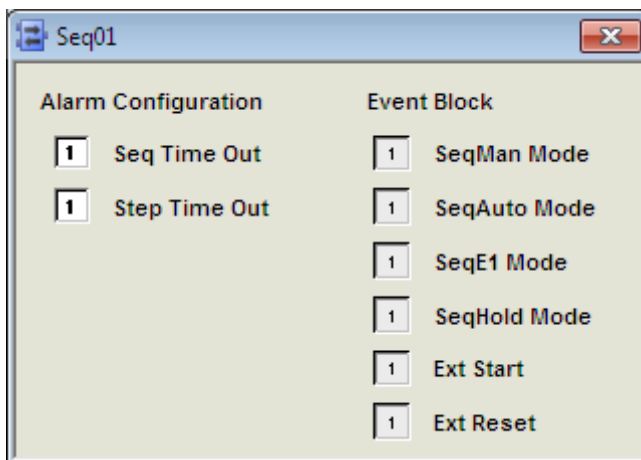 Seq01
Alarm Configuration
1 Seq Time Out
1 Step Time Out
Event Block
1 SeqMan Mode
1 SeqAuto Mode
1 SeqE1 Mode
1 SeqHold Mode
1 Ext Start
1 Ext Reset